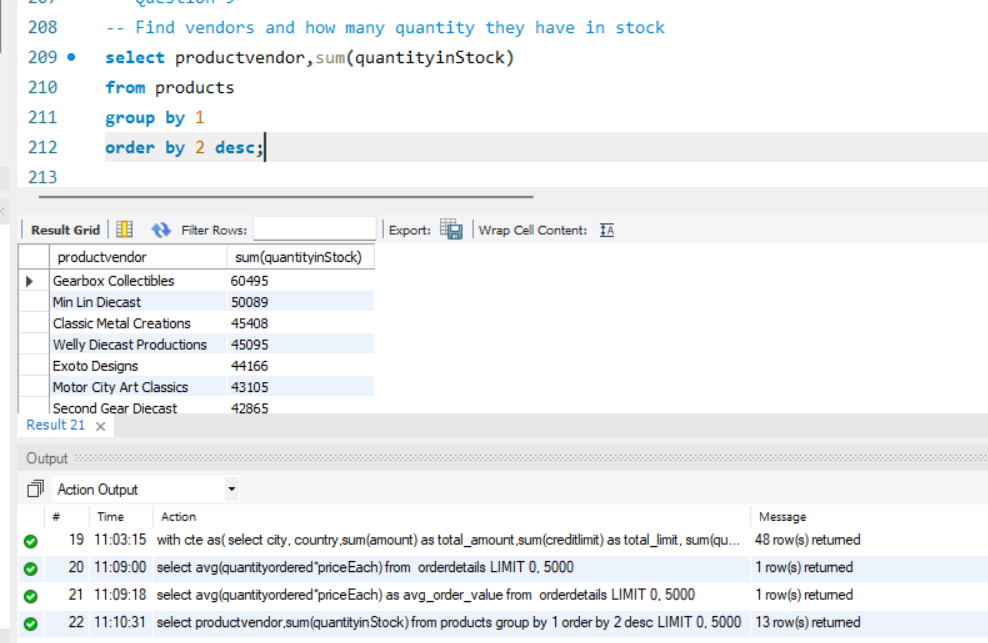 207 -- Question 9
208 -- Find vendors and how many quantity they have in stock
209 select productvendor,sum(quantityinStock)
210 from products
211 group by 1
212 order by 2 desc;
213
Result Grid Filter Rows: Export: Wrap Cell Content: IA
productvendor sum(quantityinStock)
Gearbox Collectibles 60495
Min Lin Diecast 50089
Classic Metal Creations 45408
Welly Diecast Productions 45095
Exoto Designs 44166
Motor City Art Classics 43105
Second Gear Diecast 42865
Result 21
Output
Action Output
# Time Action Message
19 11:03:15 with cte as( select city, country,sum(amount) as total_amount,sum(creditlimit) as total_limit, sum(qu... 48 row(s) returned
20 11:09:00 select avg(quantityordered*priceEach) from orderdetails LIMIT 0, 5000 1 row(s) returned
21 11:09:18 select avg(quantityordered*priceEach) as avg_order_value from orderdetails LIMIT 0, 5000 1 row(s) returned
22 11:10:31 select productvendor,sum(quantityinStock) from products group by 1 order by 2 desc LIMIT 0, 5000 13 row(s) returned